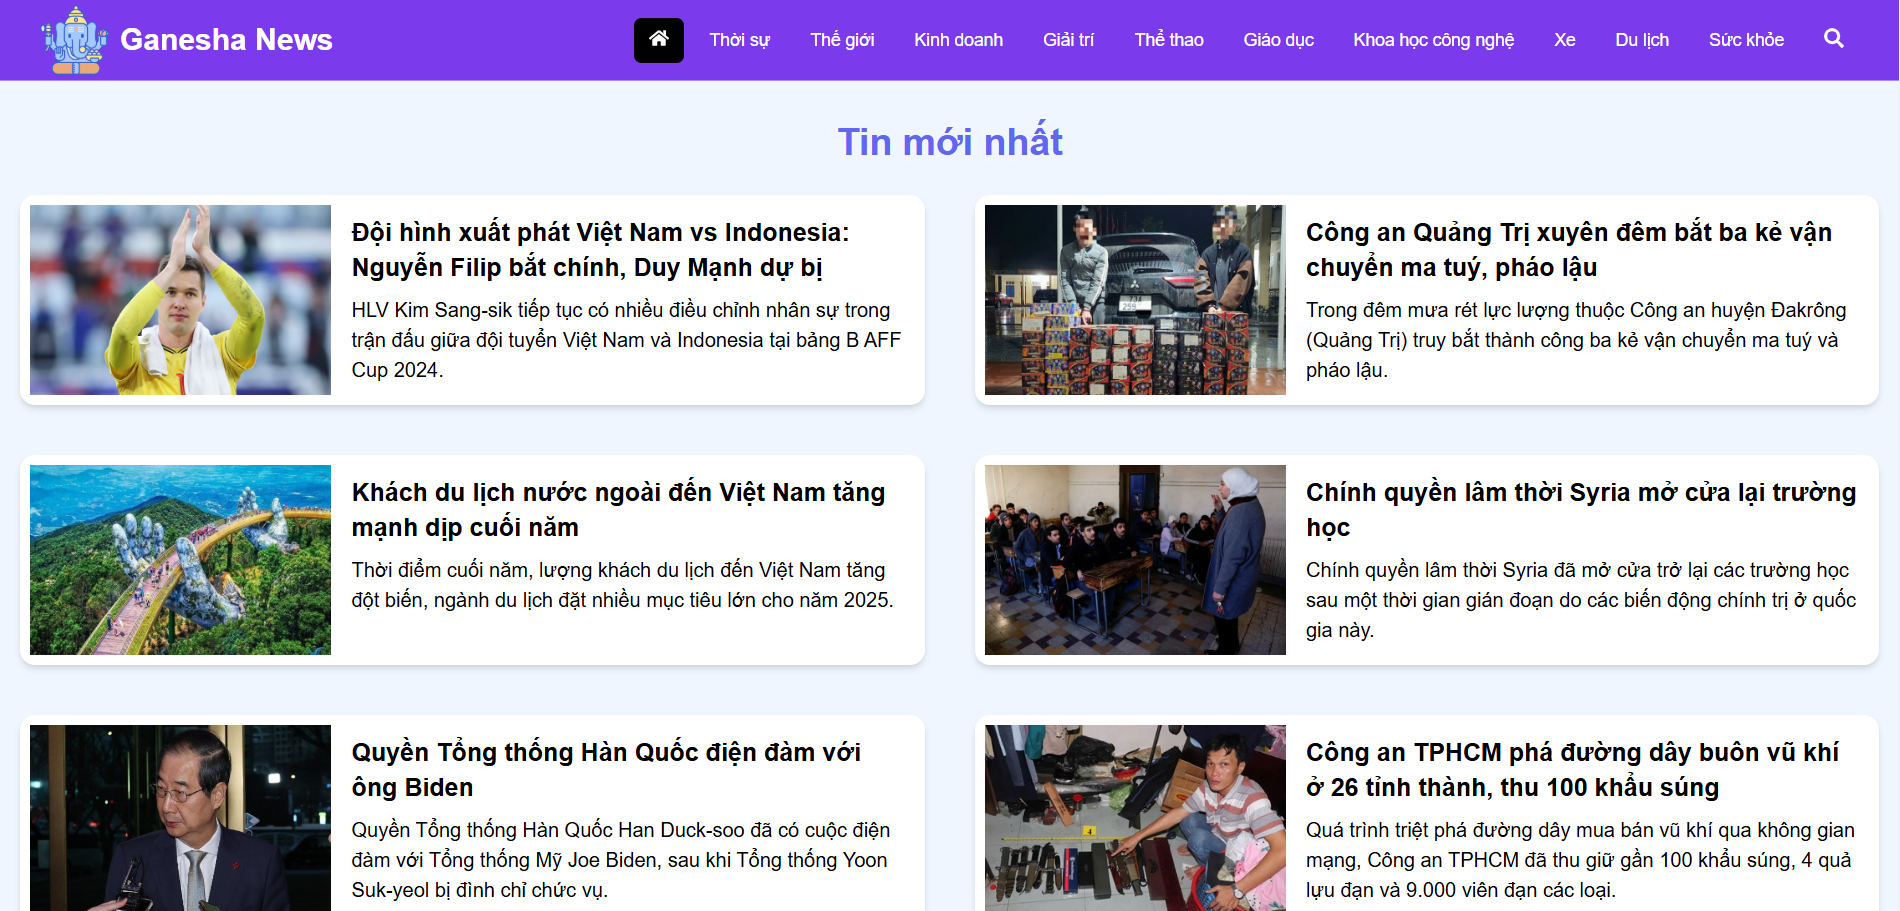 Ganesha News
Thời sự
Thế giới
Kinh doanh
Giải trí
Thể thao
Giáo dục
Khoa học công nghệ
Xe
Du lịch
Sức khỏe
Tin mới nhất
Đội hình xuất phát Việt Nam vs Indonesia:
Nguyễn Filip bắt chính, Duy Mạnh dự bị
HLV Kim Sang-sik tiếp tục có nhiều điều chỉnh nhân sự trong
trận đấu giữa đội tuyển Việt Nam và Indonesia tại bảng B AFF
Cup 2024.
Công an Quảng Trị xuyên đêm bắt ba kẻ vận
chuyển ma tuý, pháo lậu
Trong đêm mưa rét lực lượng thuộc Công an huyện Đakrông
(Quảng Trị) truy bắt thành công ba kẻ vận chuyển ma tuý và
pháo lậu.
Khách du lịch nước ngoài đến Việt Nam tăng
mạnh dịp cuối năm
Thời điểm cuối năm, lượng khách du lịch đến Việt Nam tăng
đột biến, ngành du lịch đặt nhiều mục tiêu lớn cho năm 2025.
Chính quyền lâm thời Syria mở cửa lại trường
học
Chính quyền lâm thời Syria đã mở cửa trở lại các trường học
sau một thời gian gián đoạn do các biến động chính trị ở quốc
gia này.
Quyền Tổng thống Hàn Quốc điện đàm với
ông Biden
Quyền Tổng thống Hàn Quốc Han Duck-soo đã có cuộc điện
đàm với Tổng thống Mỹ Joe Biden, sau khi Tổng thống Yoon
Suk-yeol bị đình chỉ chức vụ.
Công an TPHCM phá đường dây buôn vũ khí
ở 26 tỉnh thành, thu 100 khẩu súng
Quá trình triệt phá đường dây mua bán vũ khí qua không gian
mạng, Công an TPHCM đã thu giữ gần 100 khẩu súng, 4 quả
lựu đạn và 9.000 viên đạn các loại.